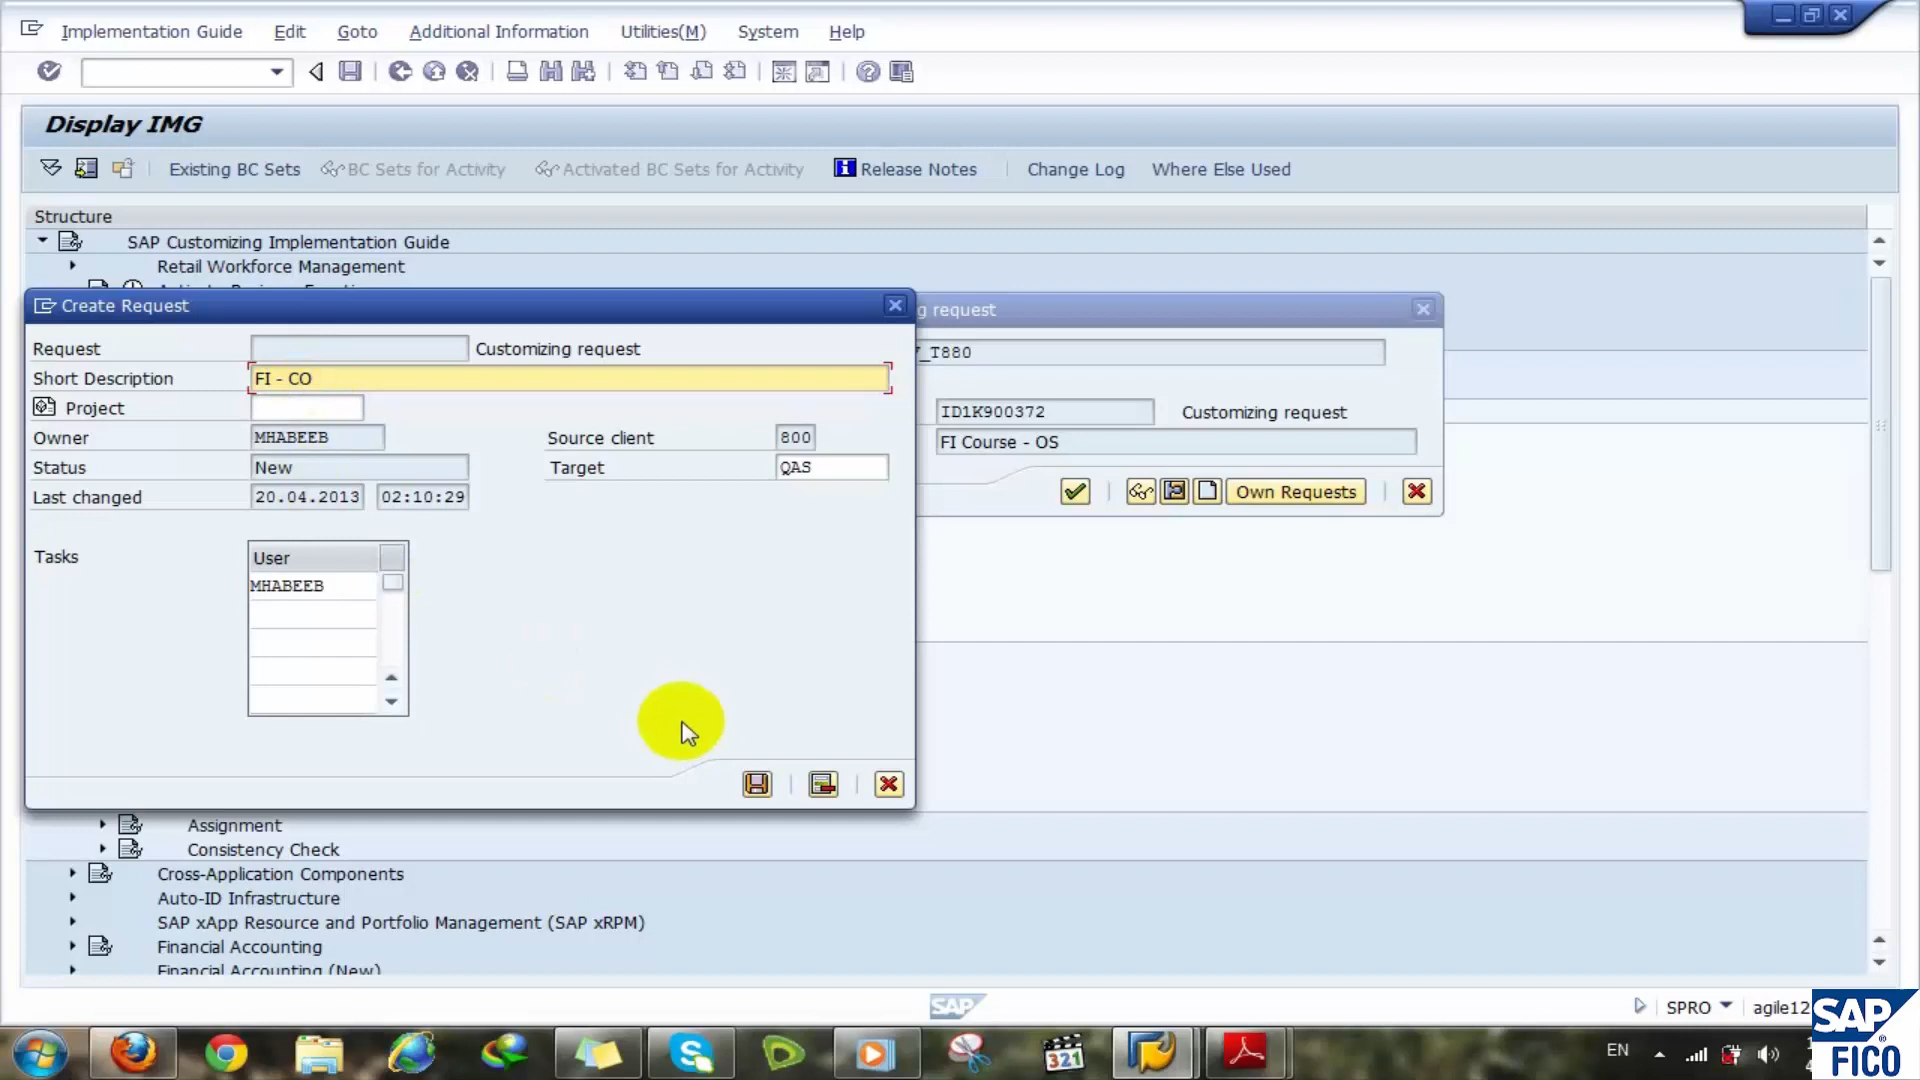 Implementation Guide Edit Goto Additional Information Utilities(M) System Help
Display IMG
Existing BC Sets BC Sets for Activity Activated BC Sets for Activity Release Notes Change Log Where Else Used
Structure
SAP Customizing Implementation Guide
Retail Workforce Management
Create Request
g request
Request Customizing request
_T880
Short Description FI - CO
Project
ID1K900372 Customizing request
Owner MHABEEB Source client 800
FI Course - OS
Status New Target QAS
Last changed 20.04.2013 02:10:29
Own Requests
Tasks User
MHABEEB
Assignment
Consistency Check
Cross-Application Components
Auto-ID Infrastructure
SAP xApp Resource and Portfolio Management (SAP xRPM)
Financial Accounting
Financial Accounting (New)
SAP
SPRO agile12
SAP
FICO
321
EN